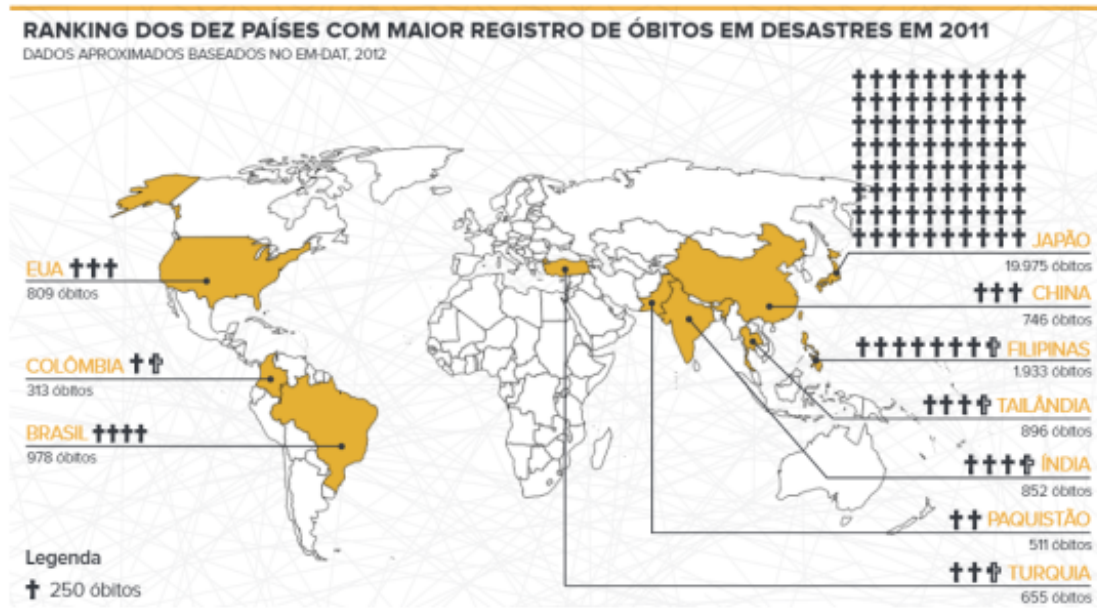 RANKING DOS DEZ PAÍSES COM MAIOR REGISTRO DE ÓBITOS EM DESASTRES EM 2011
DADOS APROXIMADOS BASEADOS NO EM-DAT, 2012
EUA
809 óbitos
COLÔMBIA
313 óbitos
BRASIL
978 óbitos
JAPÃO
19.975 óbitos
CHINA
746 óbitos
FILIPINAS
1.933 óbitos
TAILÂNDIA
896 óbitos
ÍNDIA
852 óbitos
PAQUISTÃO
511 óbitos
TURQUIA
655 óbitos
Legenda
250 óbitos